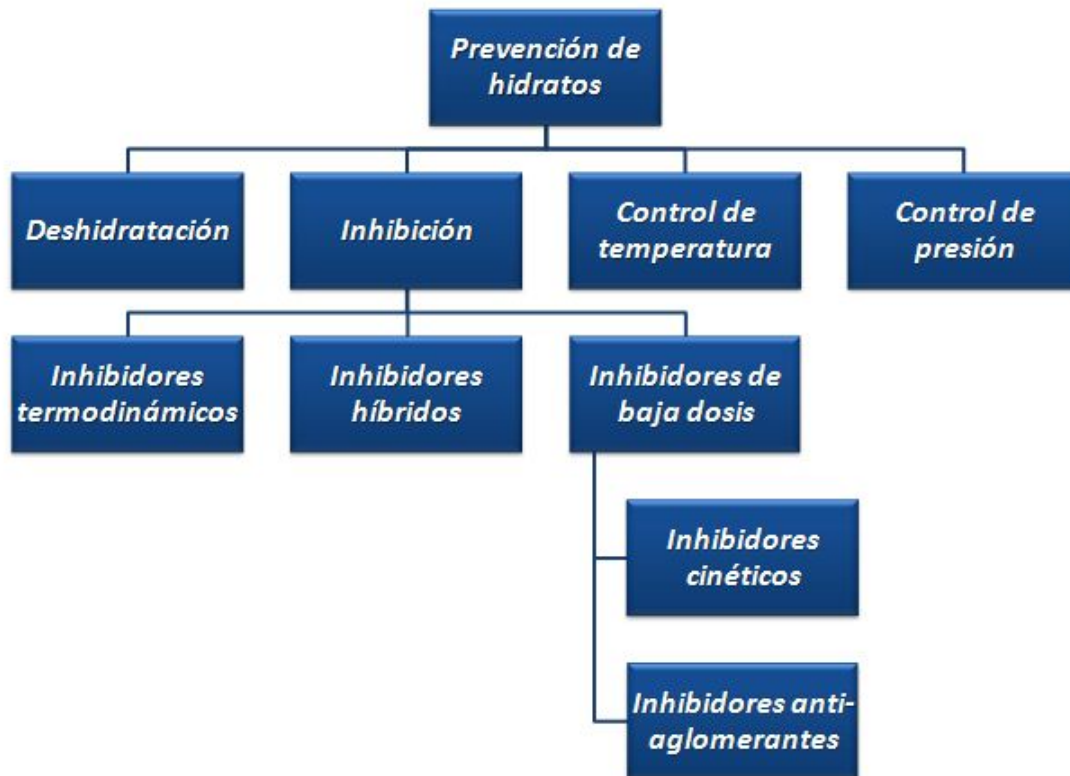 Prevención de
hidratos
Deshidratación
Inhibición
Control de
temperatura
Control de
presión
Inhibidores
termodinámicos
Inhibidores
híbridos
Inhibidores de
baja dosis
Inhibidores
cinéticos
Inhibidores anti-
aglomerantes